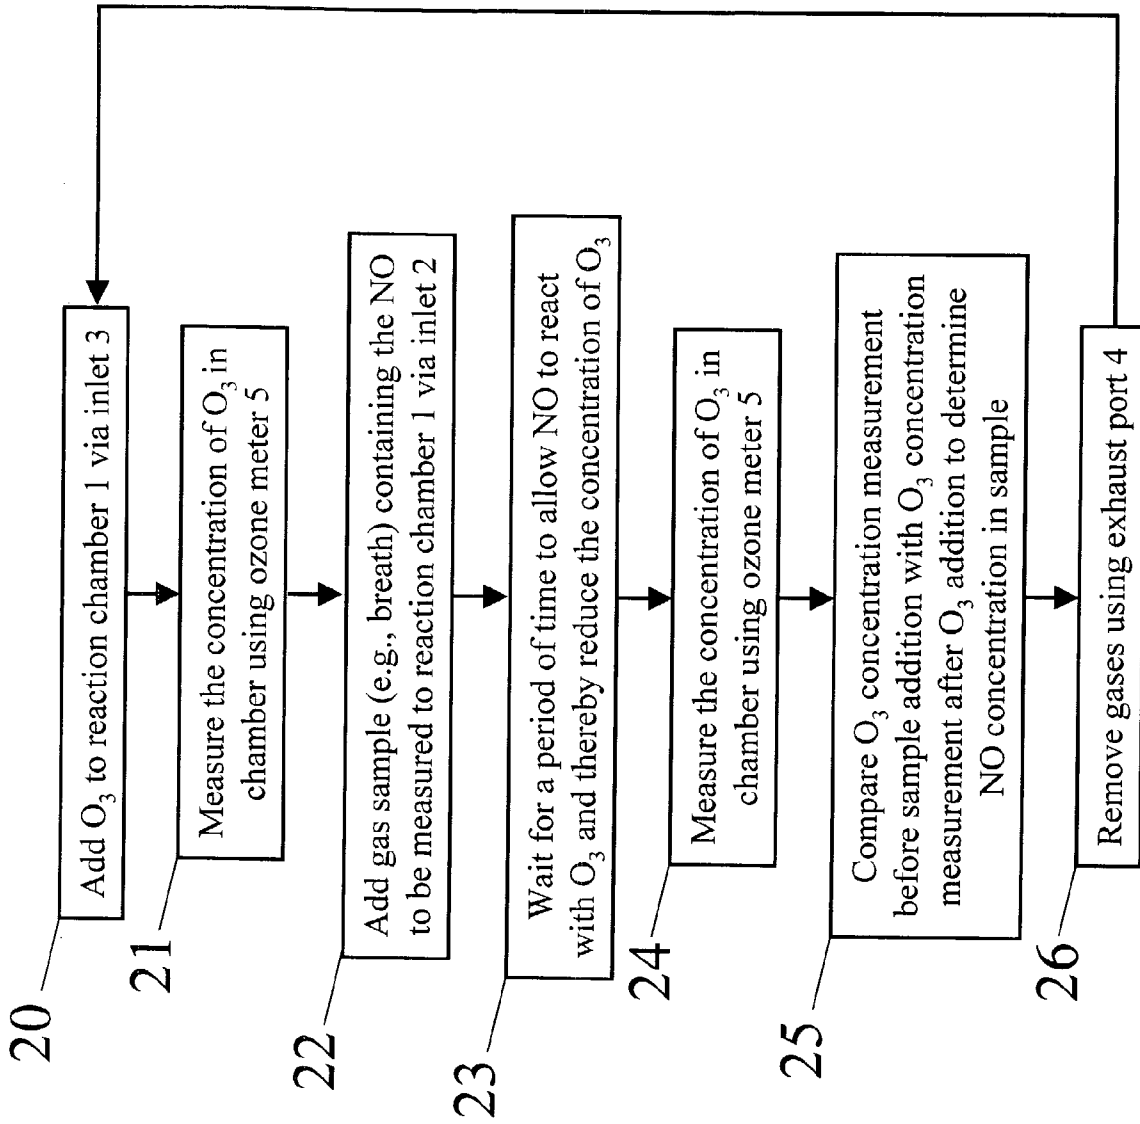 20
Add O₃ to reaction chamber 1 via inlet 3
21
Measure the concentration of O₃ in
chamber using ozone meter 5
22
Add gas sample (e.g., breath) containing the NO
to be measured to reaction chamber 1 via inlet 2
23
Wait for a period of time to allow NO to react
with O₃ and thereby reduce the concentration of O₃
24
Measure the concentration of O₃ in
chamber using ozone meter 5
25
Compare O₃ concentration measurement
before sample addition with O₃ concentration
measurement after O₃ addition to determine
NO concentration in sample
26
Remove gases using exhaust port 4